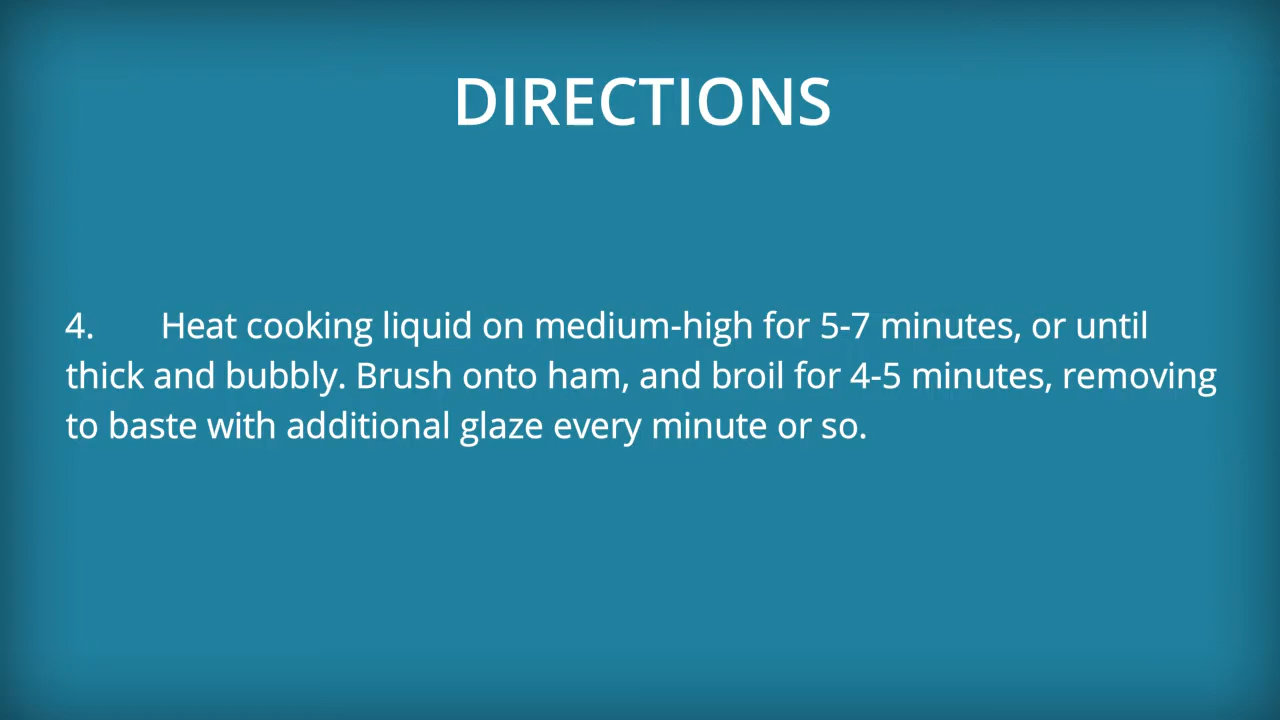 DIRECTIONS
4. Heat cooking liquid on medium-high for 5-7 minutes, or until
thick and bubbly. Brush onto ham, and broil for 4-5 minutes, removing
to baste with additional glaze every minute or so.